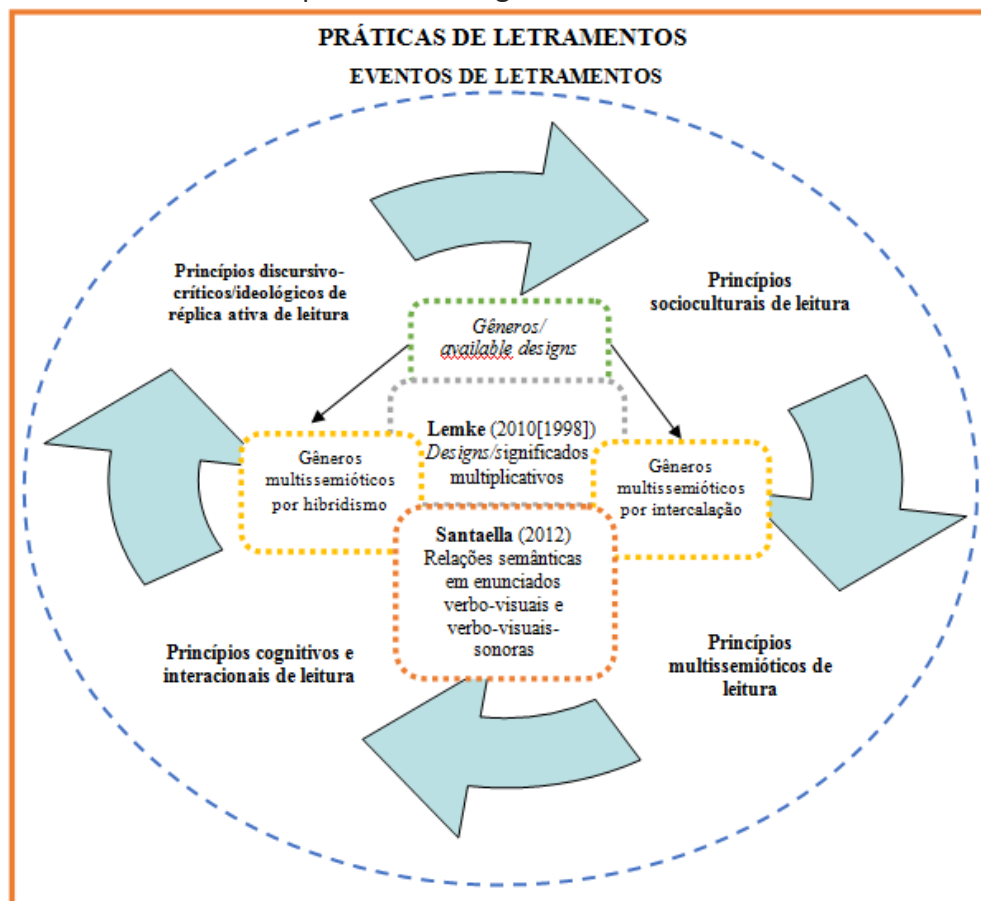 PRÁTICAS DE LETRAMENTOS
EVENTOS DE LETRAMENTOS
Princípios discursivo-
críticos/ideológicos de
réplica ativa de leitura
Princípios
socioculturais de leitura
Gêneros/
available designs
Lemke (2010[1998])
Designs/significados
multiplicativos
Gêneros
multissemióticos
por hibridismo
Gêneros
multissemióticos
por intercalação
Santaella (2012)
Relações semânticas
em enunciados
verbo-visuais e
verbo-visuais-
sonoras
Princípios cognitivos e
interacionais de leitura
Princípios
multissemióticos de
leitura